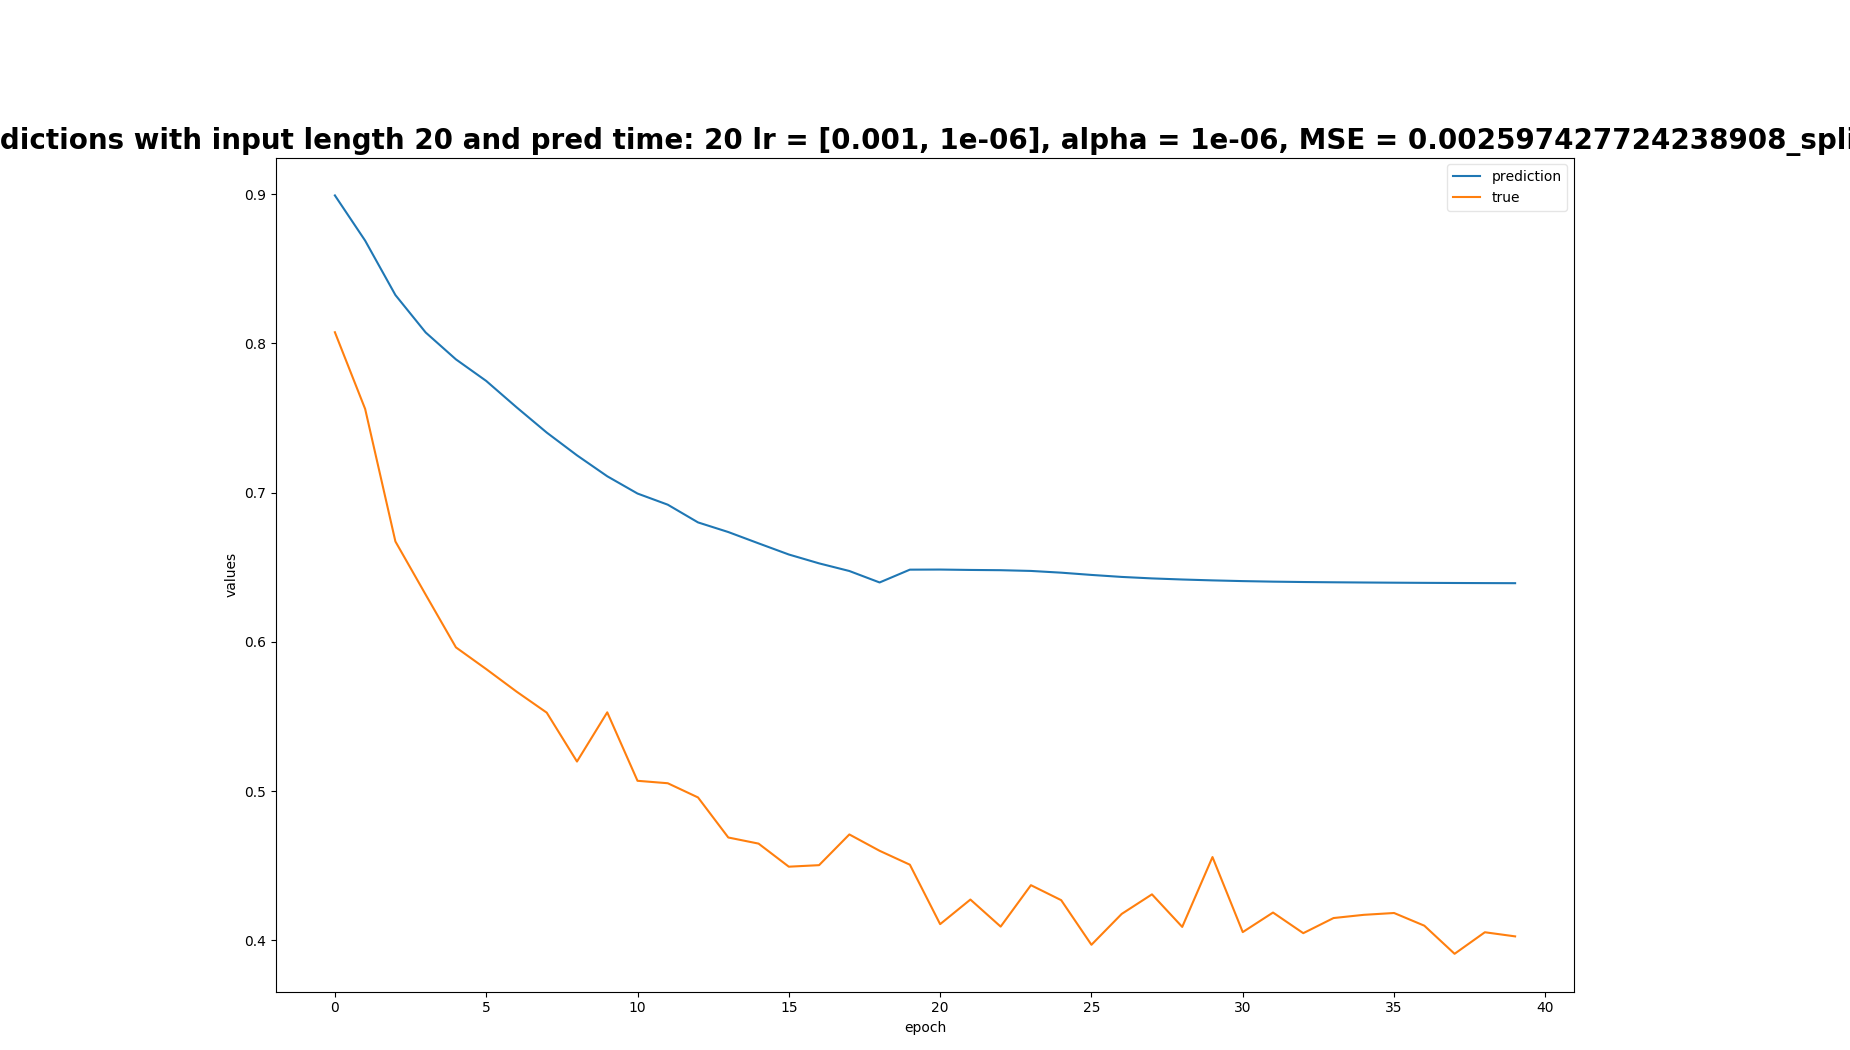 dictions with input length 20 and pred time: 20 lr = [0.001, 1e-06], alpha = 1e-06, MSE = 0.002597427724238908_spli
prediction
true
0.9
0.8
0.7
0.6
0.5
0.4
values
0 5 10 15 20 25 30 35 40
epoch